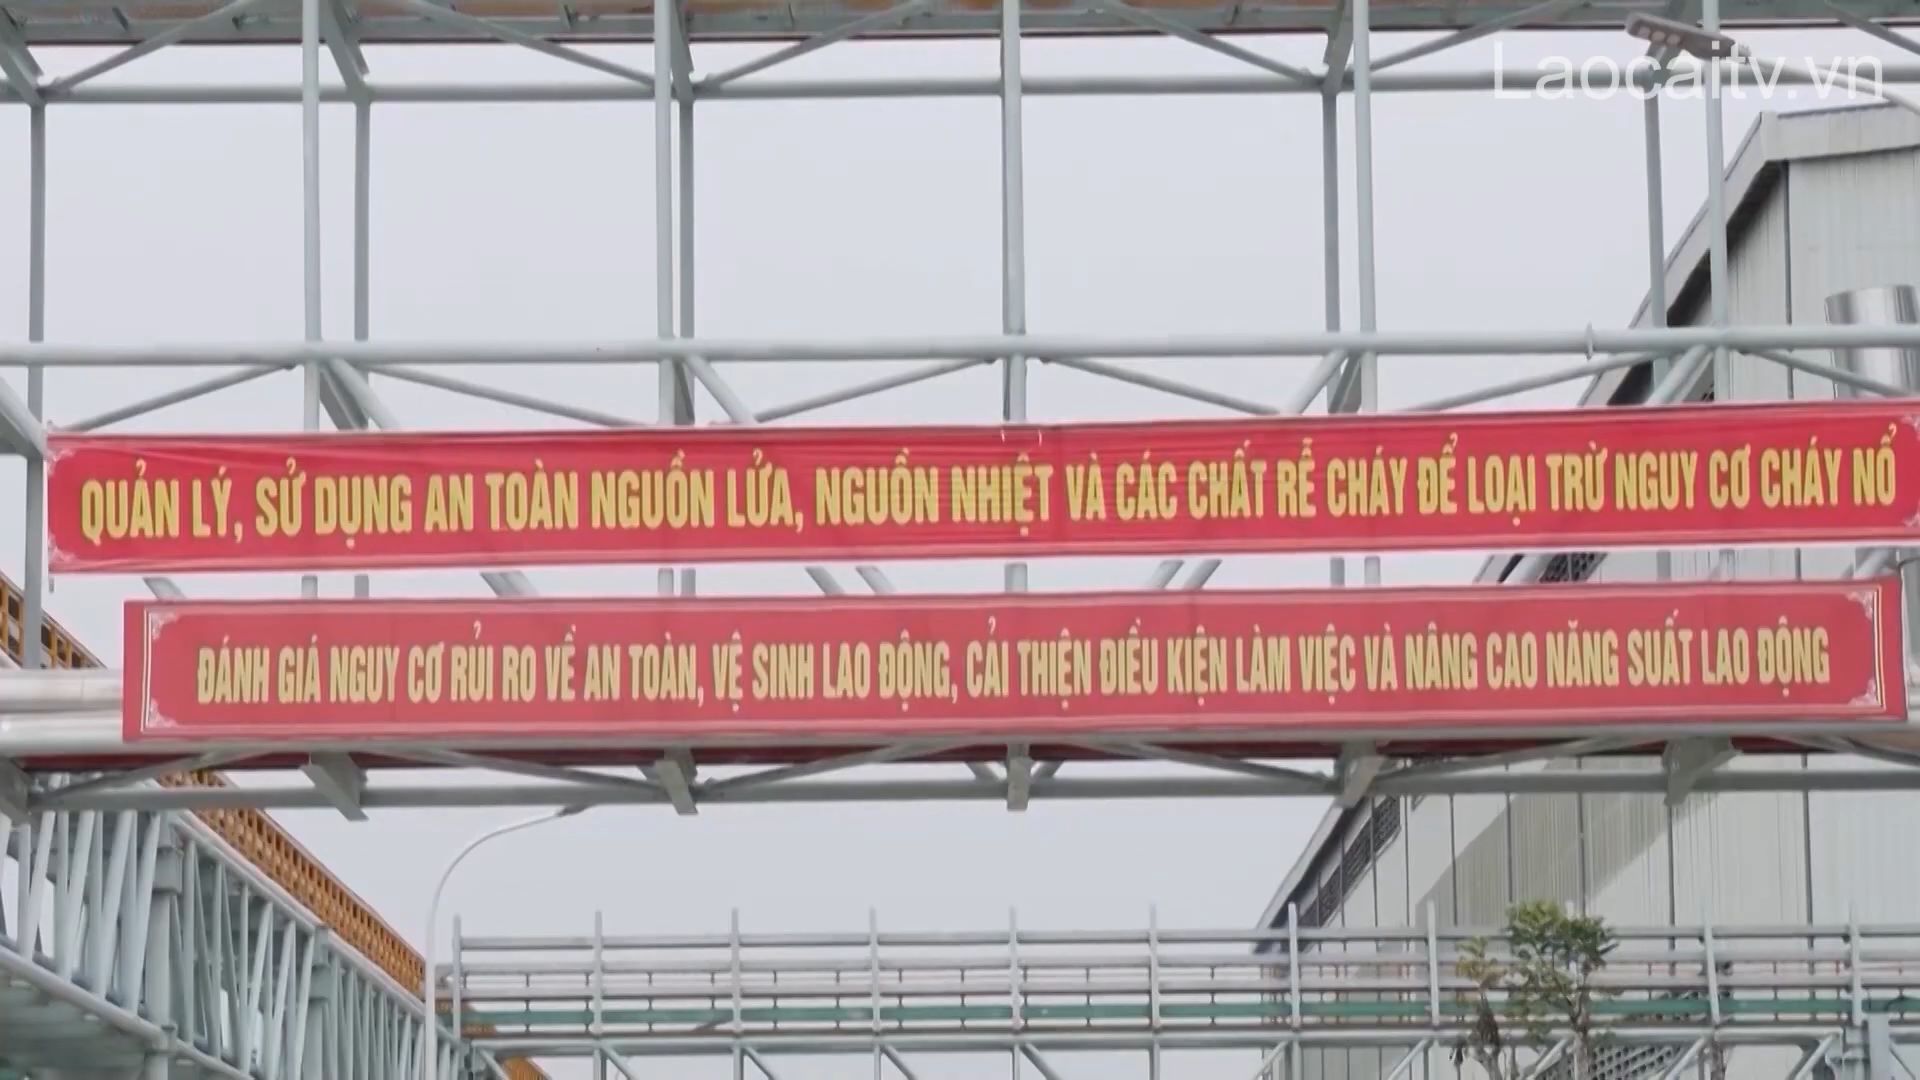 Laocaitv.vn
QUẢN LÝ, SỬ DỤNG AN TOÀN NGUỒN LỬA, NGUỒN NHIỆT VÀ CÁC CHẤT RỄ CHÁY ĐỂ LOẠI TRỪ NGUY CƠ CHÁY NỔ
ĐÁNH GIÁ NGUY CƠ RỦI RO VỀ AN TOÀN, VỆ SINH LAO ĐỘNG, CẢI THIỆN ĐIỀU KIỆN LÀM VIỆC VÀ NÂNG CAO NĂNG SUẤT LAO ĐỘNG